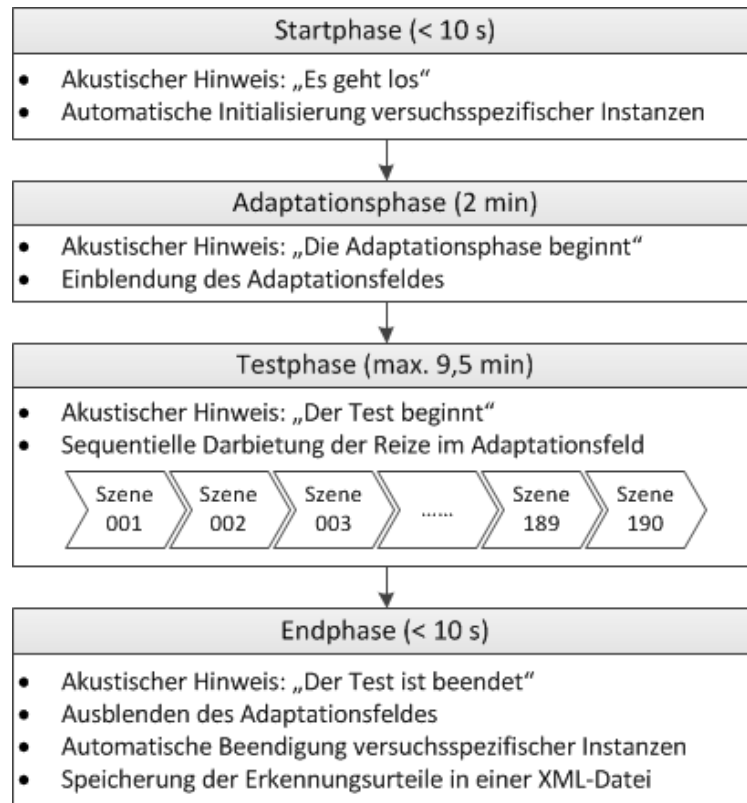 Startphase (< 10 s)
• Akustischer Hinweis: „Es geht los“
• Automatische Initialisierung versuchsspezifischer Instanzen
Adaptationsphase (2 min)
• Akustischer Hinweis: „Die Adaptationsphase beginnt“
• Einblendung des Adaptationsfeldes
Testphase (max. 9,5 min)
• Akustischer Hinweis: „Der Test beginnt“
• Sequentielle Darbietung der Reize im Adaptationsfeld
Szene 001
Szene 002
Szene 003
......
Szene 189
Szene 190
Endphase (< 10 s)
• Akustischer Hinweis: „Der Test ist beendet“
• Ausblenden des Adaptationsfeldes
• Automatische Beendigung versuchsspezifischer Instanzen
• Speicherung der Erkennungsurteile in einer XML-Datei